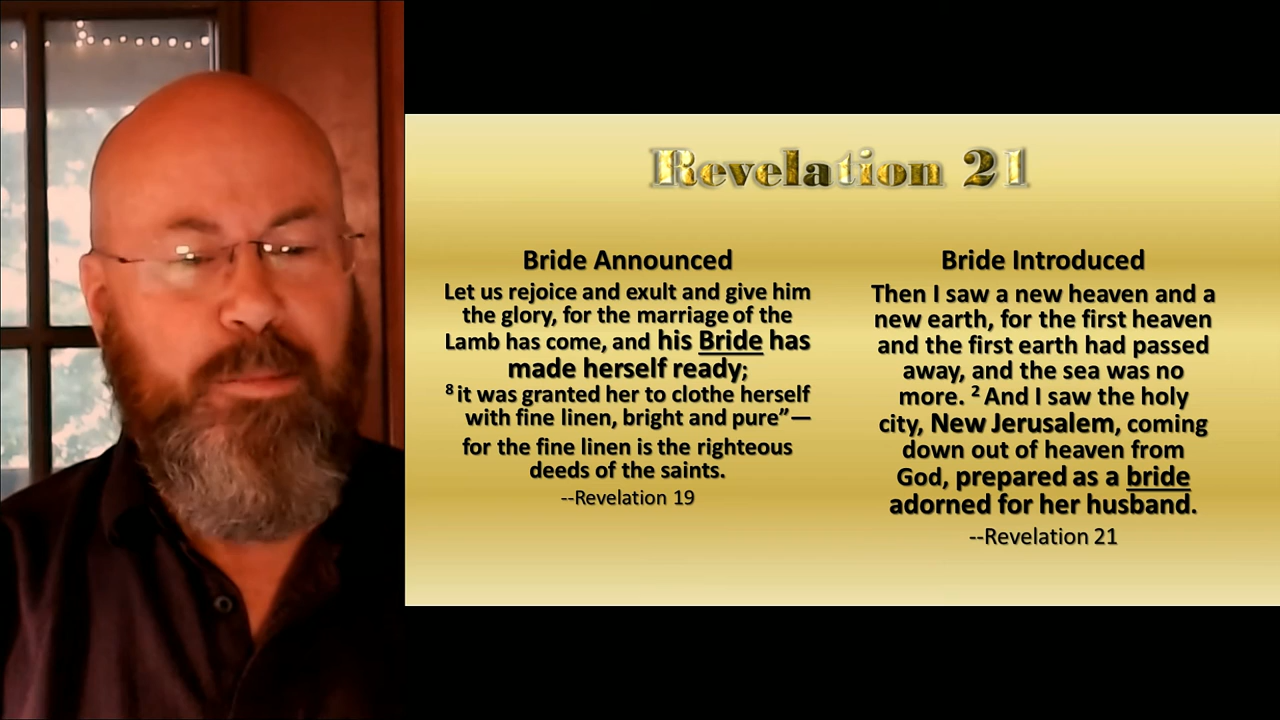 Revelation 21
Bride Announced
Let us rejoice and exult and give him
the glory, for the marriage of the
Lamb has come, and his Bride has
made herself ready;
8 it was granted her to clothe herself
with fine linen, bright and pure”—
for the fine linen is the righteous
deeds of the saints.
--Revelation 19
Bride Introduced
Then I saw a new heaven and a
new earth, for the first heaven
and the first earth had passed
away, and the sea was no
more. 2 And I saw the holy
city, New Jerusalem, coming
down out of heaven from
God, prepared as a bride
adorned for her husband.
--Revelation 21